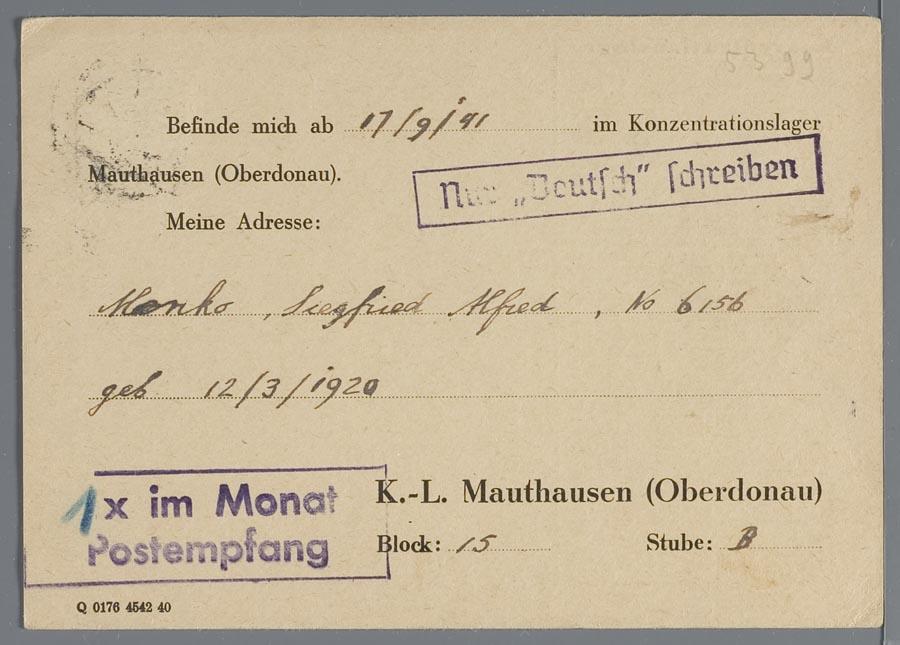 5399
Befinde mich ab 17/9/'41 im Konzentrationslager
Mauthausen (Oberdonau).
Nur „Deutsch" schreiben
Meine Adresse:
Monko, Siegfried Alfred, No 6156
geb 12/3/1920
1x im Monat
Postempfang
K.-L. Mauthausen (Oberdonau)
Block: 15 Stube: B
Q 0176 4542 40